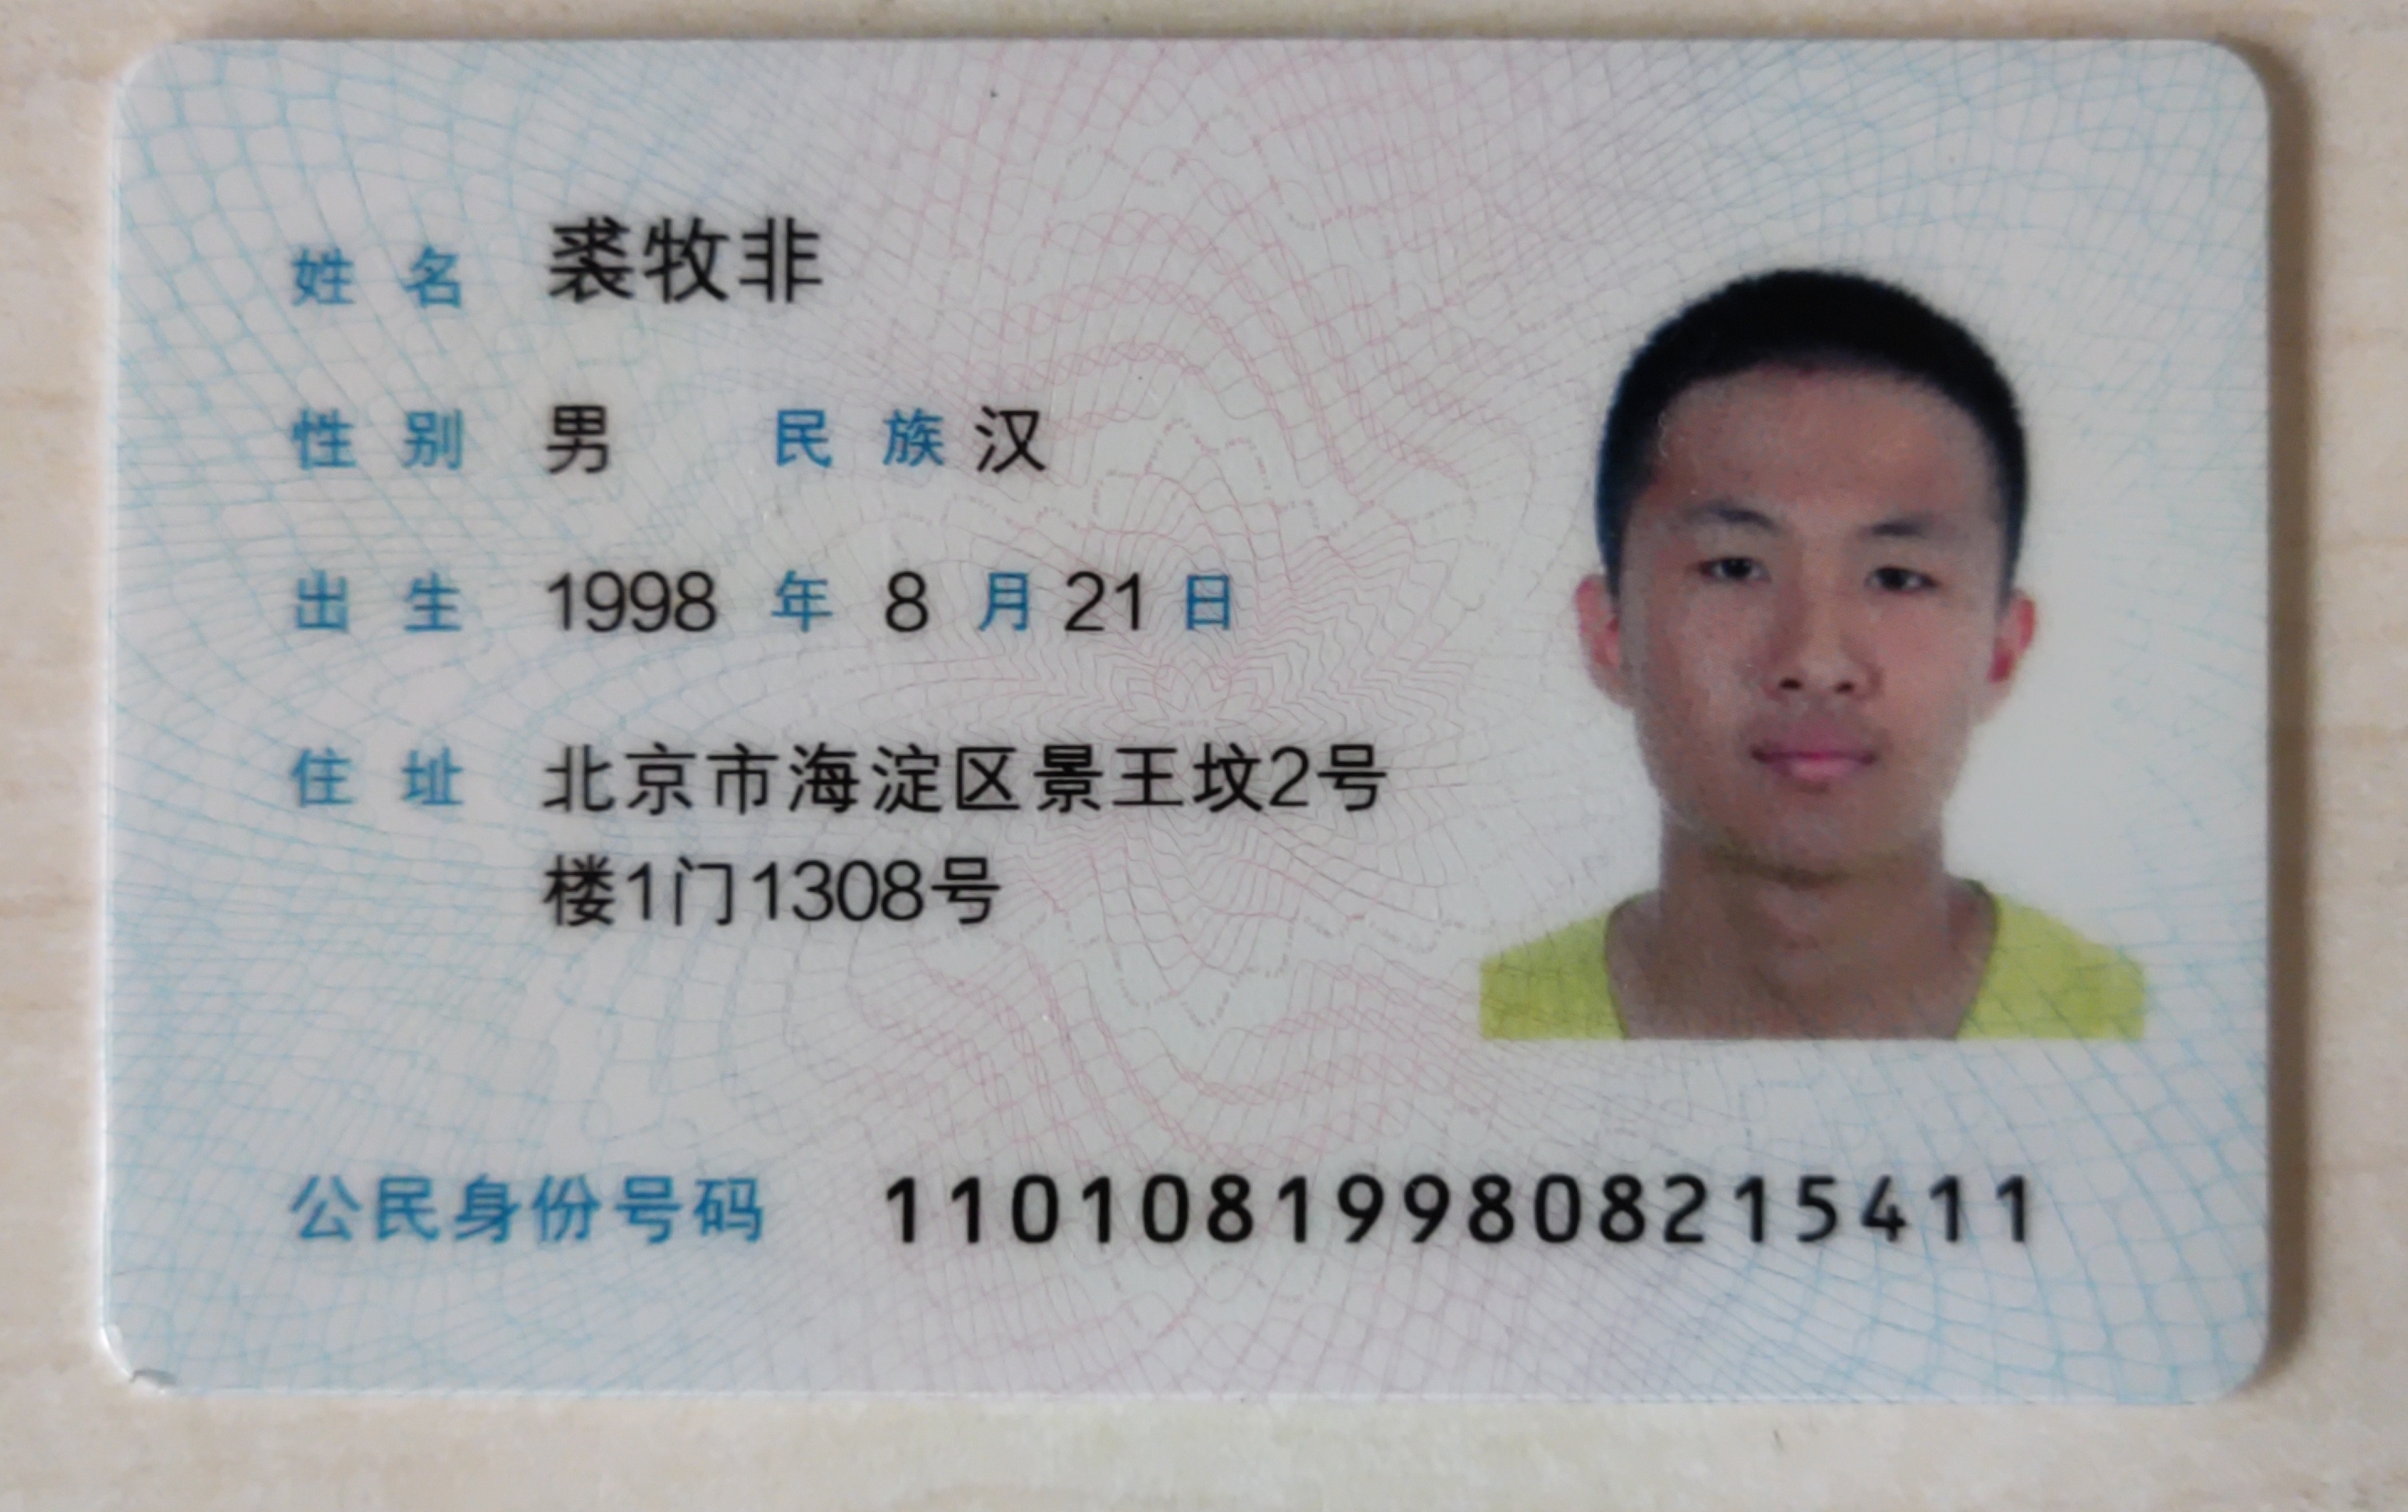 姓名 裘牧非
性别 男 民族 汉
出生 1998 年 8 月 21 日
住址 北京市海淀区景王坟2号
楼1门1308号
公民身份号码 110108199808215411